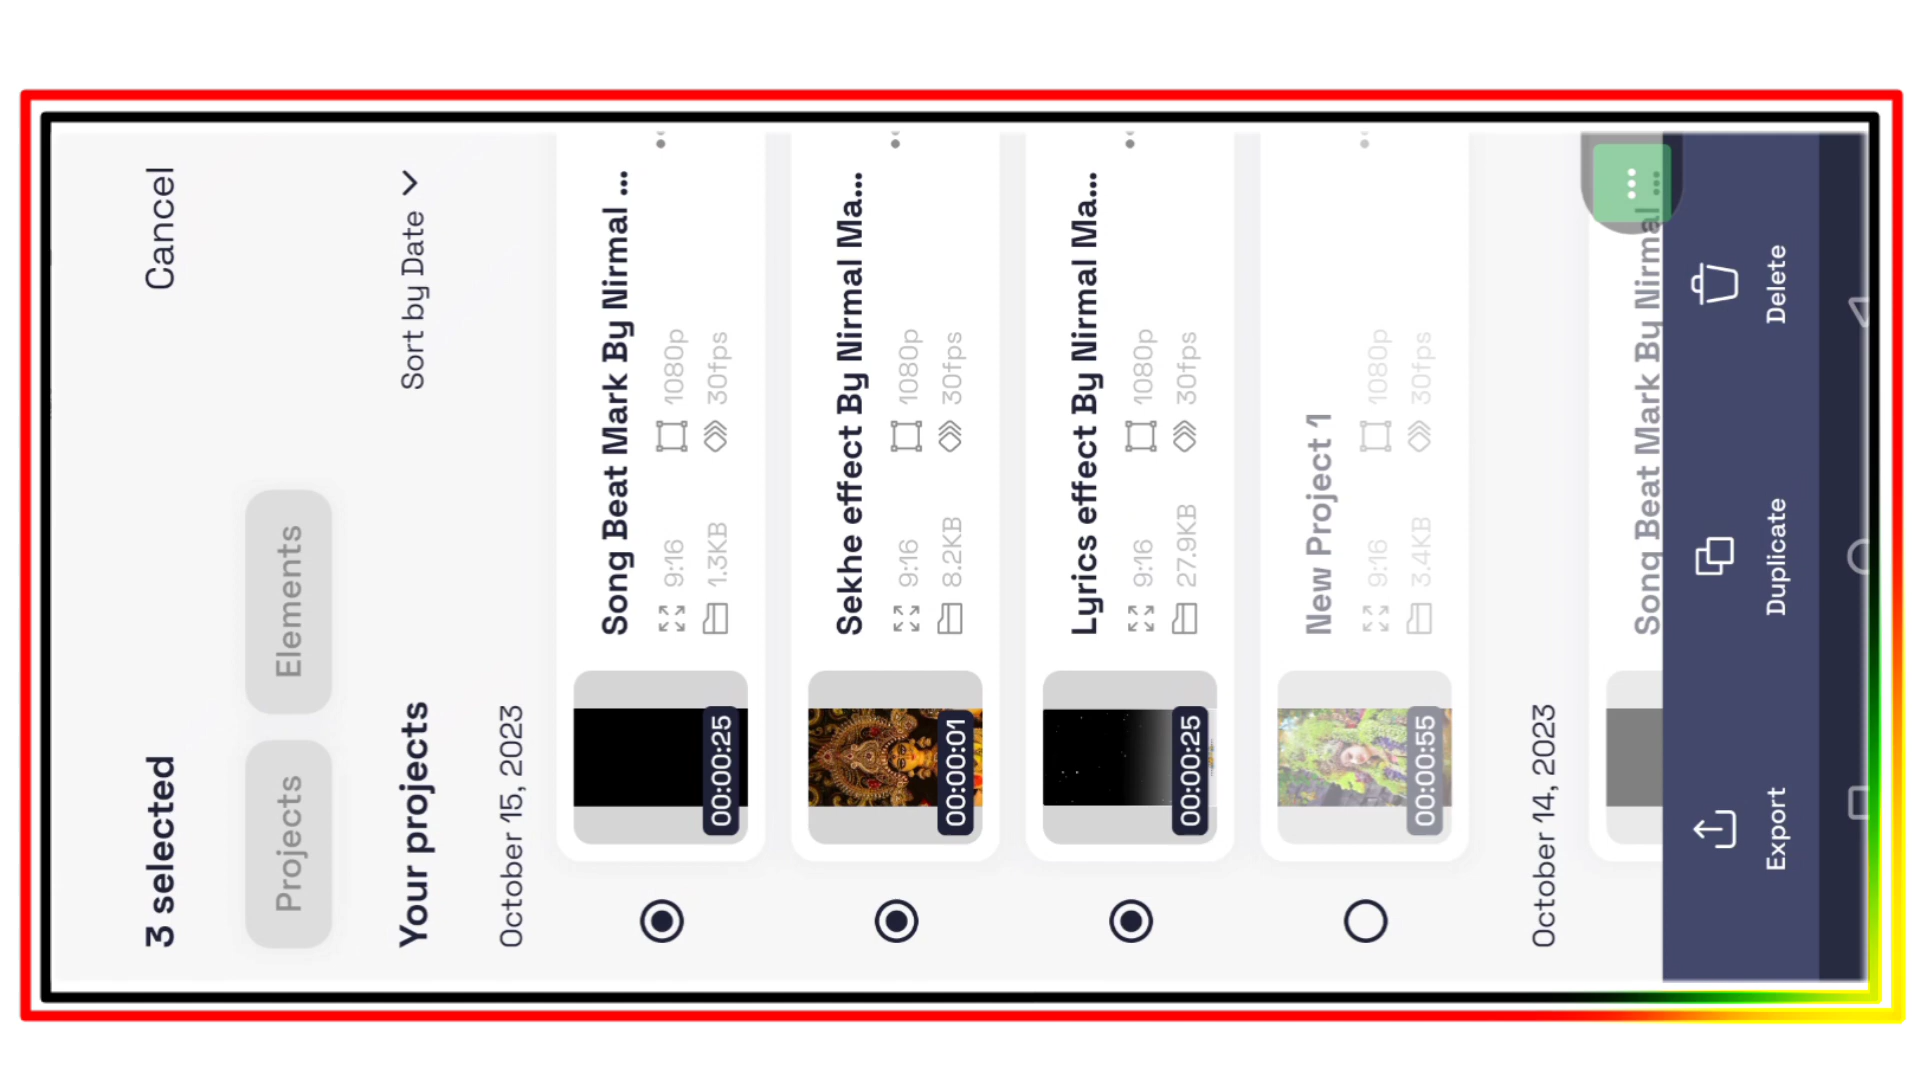 3 selected
Cancel
Projects
Elements
Your projects
Sort by Date
October 15, 2023
Song Beat Mark By Nirmal ...
9:16
1080p
1.3KB
30fps
00:00:25
Sekhe effect By Nirmal Ma...
9:16
1080p
8.2KB
30fps
00:00:01
Lyrics effect By Nirmal Ma...
9:16
1080p
27.9KB
30fps
00:00:25
New Project 1
9:16
1080p
3.4KB
30fps
00:00:55
October 14, 2023
Song Beat Mark By Nirmal ...
Export
Duplicate
Delete